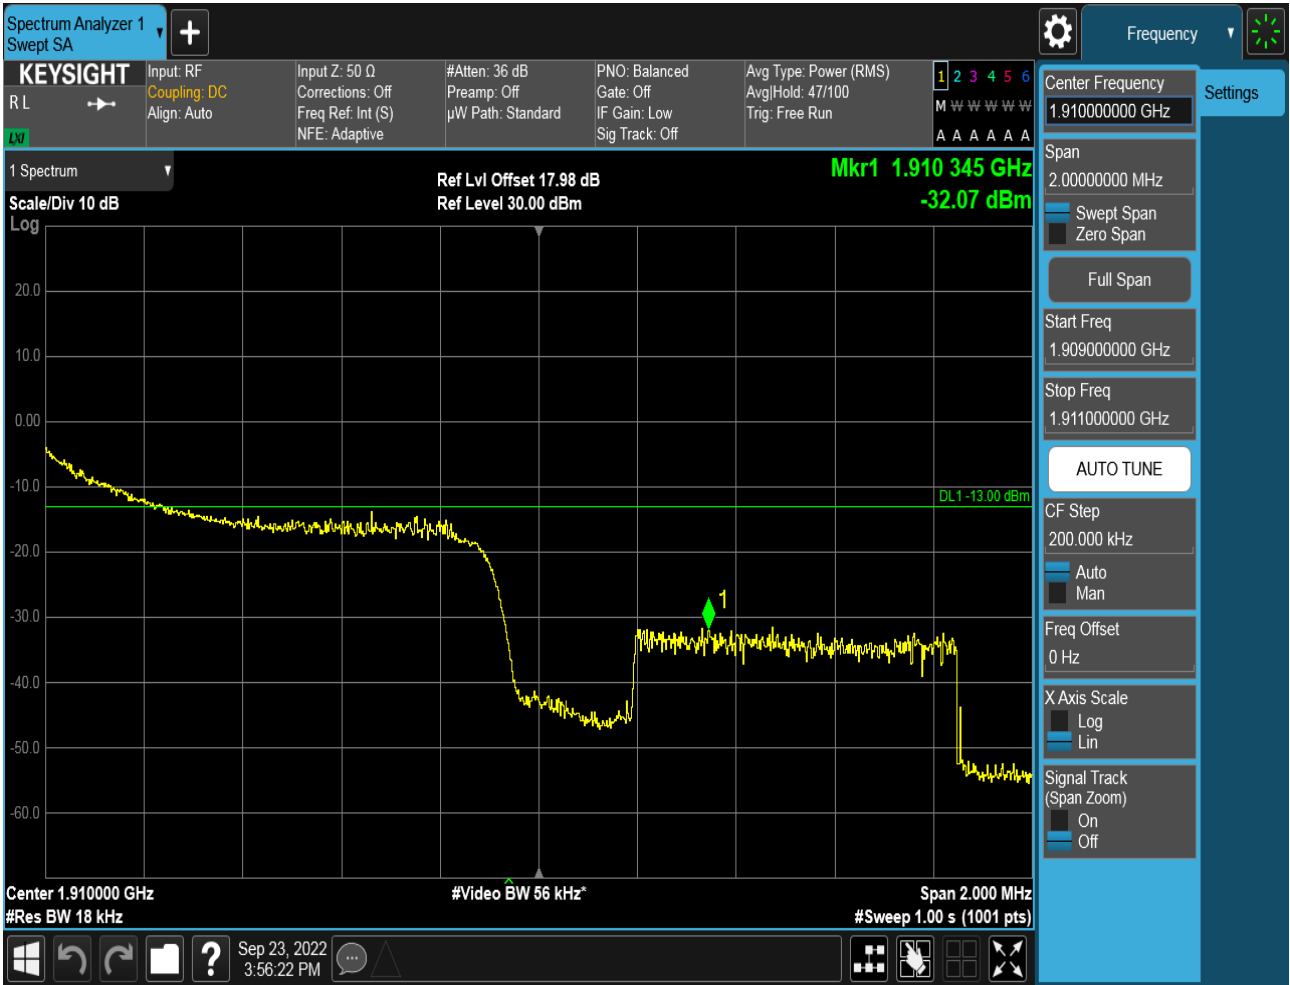 Spectrum Analyzer 1
Swept SA
+
Frequency
KEYSIGHT
R L
LXI
Input: RF
Coupling: DC
Align: Auto
Input Z: 50 Ω
Corrections: Off
Freq Ref: Int (S)
NFE: Adaptive
#Atten: 36 dB
Preamp: Off
µW Path: Standard
PNO: Balanced
Gate: Off
IF Gain: Low
Sig Track: Off
Avg Type: Power (RMS)
Avg|Hold: 47/100
Trig: Free Run
1 2 3 4 5 6
M W W W W W
A A A A A A
1 Spectrum
Scale/Div 10 dB
Log
Ref Lvl Offset 17.98 dB
Ref Level 30.00 dBm
Mkr1 1.910 345 GHz
-32.07 dBm
20.0
10.0
0.00
-10.0
-20.0
-30.0
-40.0
-50.0
-60.0
DL1 -13.00 dBm
1
Center 1.910000 GHz
#Res BW 18 kHz
#Video BW 56 kHz*
Span 2.000 MHz
#Sweep 1.00 s (1001 pts)
Center Frequency
1.910000000 GHz
Span
2.00000000 MHz
Swept Span
Zero Span
Full Span
Start Freq
1.909000000 GHz
Stop Freq
1.911000000 GHz
AUTO TUNE
CF Step
200.000 kHz
Auto
Man
Freq Offset
0 Hz
X Axis Scale
Log
Lin
Signal Track
(Span Zoom)
On
Off
Settings
?
Sep 23, 2022
3:56:22 PM